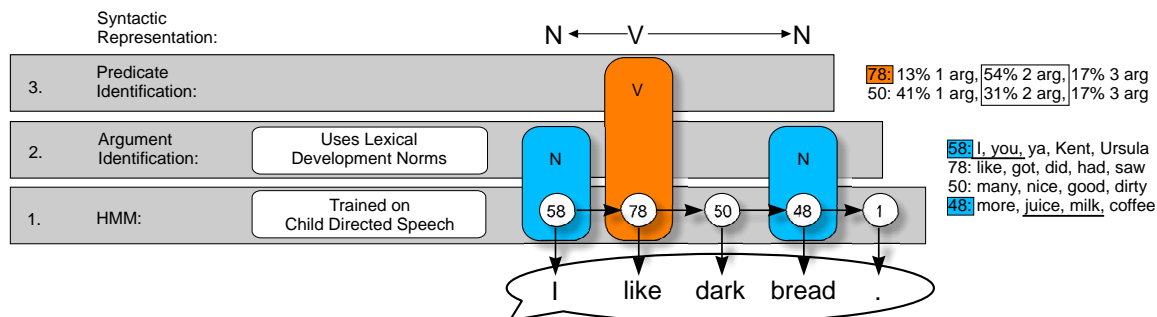 Syntactic
Representation:
N V N
3.
Predicate
Identification:
V
78: 13% 1 arg, 54% 2 arg, 17% 3 arg
50: 41% 1 arg, 31% 2 arg, 17% 3 arg
2.
Argument
Identification:
Uses Lexical
Development Norms
N N
58: I, you, ya, Kent, Ursula
78: like, got, did, had, saw
50: many, nice, good, dirty
48: more, juice, milk, coffee
1.
HMM:
Trained on
Child Directed Speech
58 78 50 48 1
I like dark bread .